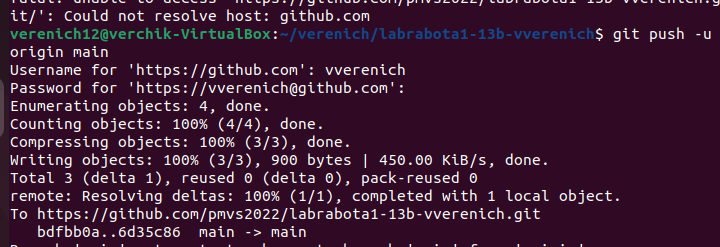 it/': Could not resolve host: github.com
verenich12@verchik-VirtualBox:~/verenich/labrabota1-13b-vverenich$ git push -u
origin main
Username for 'https://github.com': vverenich
Password for 'https://vverenich@github.com':
Enumerating objects: 4, done.
Counting objects: 100% (4/4), done.
Compressing objects: 100% (3/3), done.
Writing objects: 100% (3/3), 900 bytes | 450.00 KiB/s, done.
Total 3 (delta 1), reused 0 (delta 0), pack-reused 0
remote: Resolving deltas: 100% (1/1), completed with 1 local object.
To https://github.com/pmvs2022/labrabota1-13b-vverenich.git
   bdfbb0a..6d35c86  main -> main